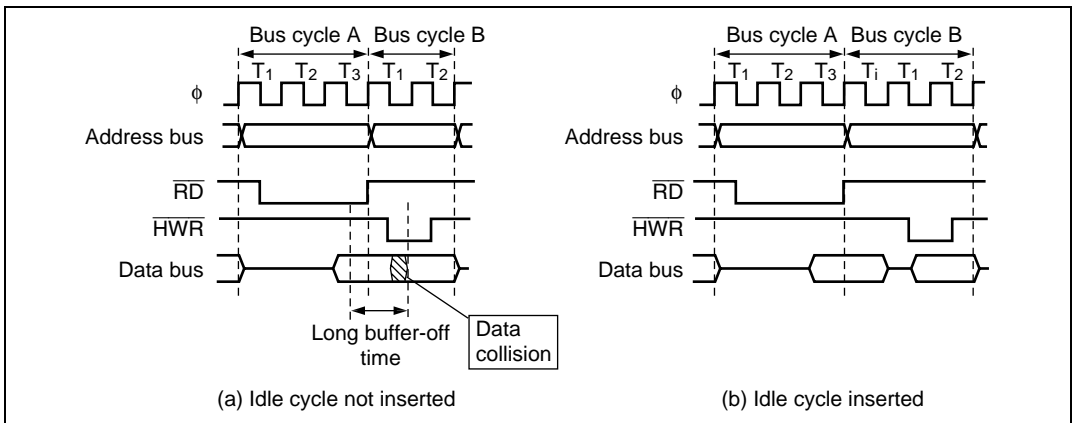 Bus cycle A Bus cycle B
T1 T2 T3 T1 T2
ϕ
Address bus
RD
HWR
Data bus
Long buffer-off
time
Data
collision
(a) Idle cycle not inserted
Bus cycle A Bus cycle B
T1 T2 T3 Ti T1 T2
ϕ
Address bus
RD
HWR
Data bus
(b) Idle cycle inserted